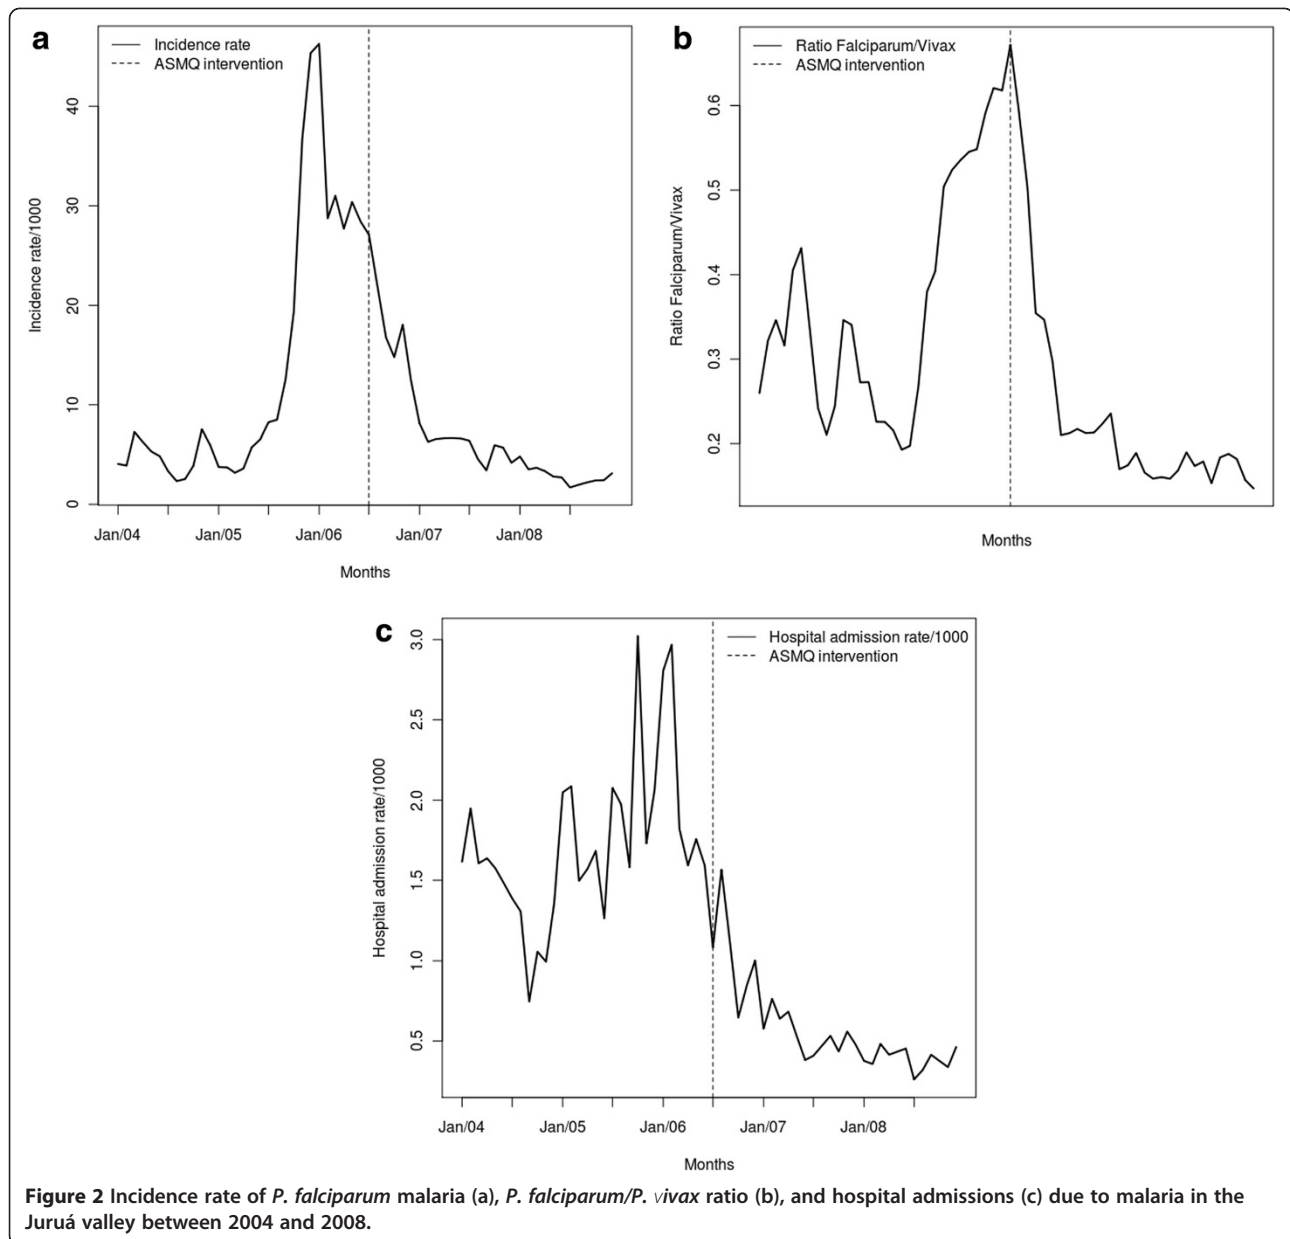 a
Incidence rate
ASMQ intervention
Incidence rate/1000
40
30
20
10
0
Jan/04 Jan/05 Jan/06 Jan/07 Jan/08
Months
b
Ratio Falciparum/Vivax
ASMQ intervention
Ratio Falciparum/Vivax
0.6
0.5
0.4
0.3
0.2
Months
c
Hospital admission rate/1000
ASMQ intervention
Hospital admission rate/1000
3.0
2.5
2.0
1.5
1.0
0.5
Jan/04 Jan/05 Jan/06 Jan/07 Jan/08
Months
Figure 2 Incidence rate of P. falciparum malaria (a), P. falciparum/P. vivax ratio (b), and hospital admissions (c) due to malaria in the
Juruá valley between 2004 and 2008.